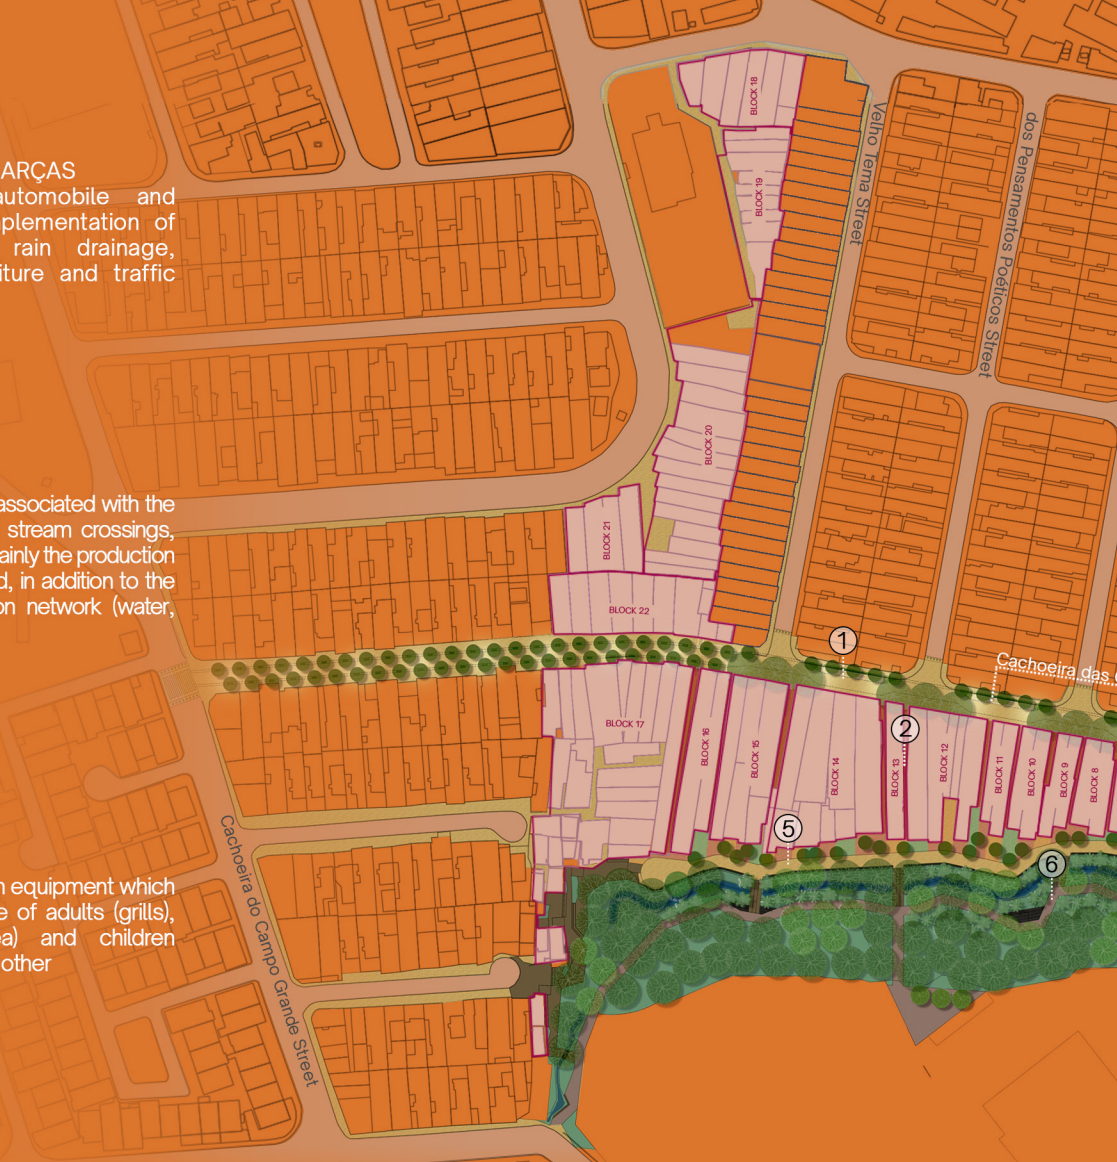 ARÇAS
automobile and
plementation of
rain drainage,
iture and traffic
associated with the
stream crossings,
ainly the production
d, in addition to the
on network (water,
n equipment which
e of adults (grills),
ea) and children
other
BLOCK 18
BLOCK 19
BLOCK 20
BLOCK 21
BLOCK 22
Velho Tema Street
dos Pensamentos Poéticos Street
1
Cachoeira das
BLOCK 17
BLOCK 16
BLOCK 15
BLOCK 14
BLOCK 13
2
BLOCK 12
BLOCK 11
BLOCK 10
BLOCK 9
BLOCK 8
5
6
Cachoeira do Campo Grande Street